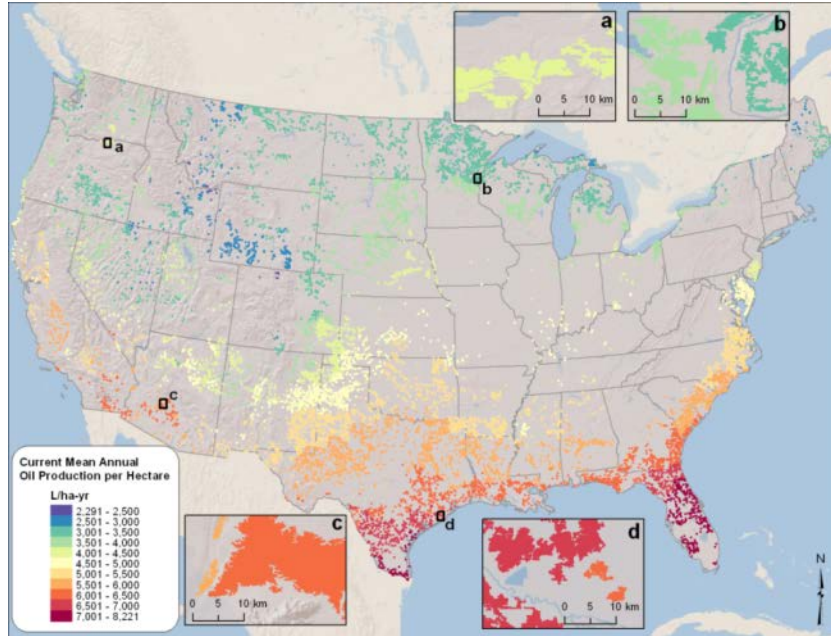 a
b
0 5 10 km
0 5 10 km
a
b
c
d
Current Mean Annual
Oil Production per Hectare
L/ha-yr
2,291 - 2,500
2,501 - 3,000
3,001 - 3,500
3,501 - 4,000
4,001 - 4,500
4,501 - 5,000
5,001 - 5,500
5,501 - 6,000
6,001 - 6,500
6,501 - 7,000
7,001 - 8,221
c
0 5 10 km
d
0 5 10 km
N